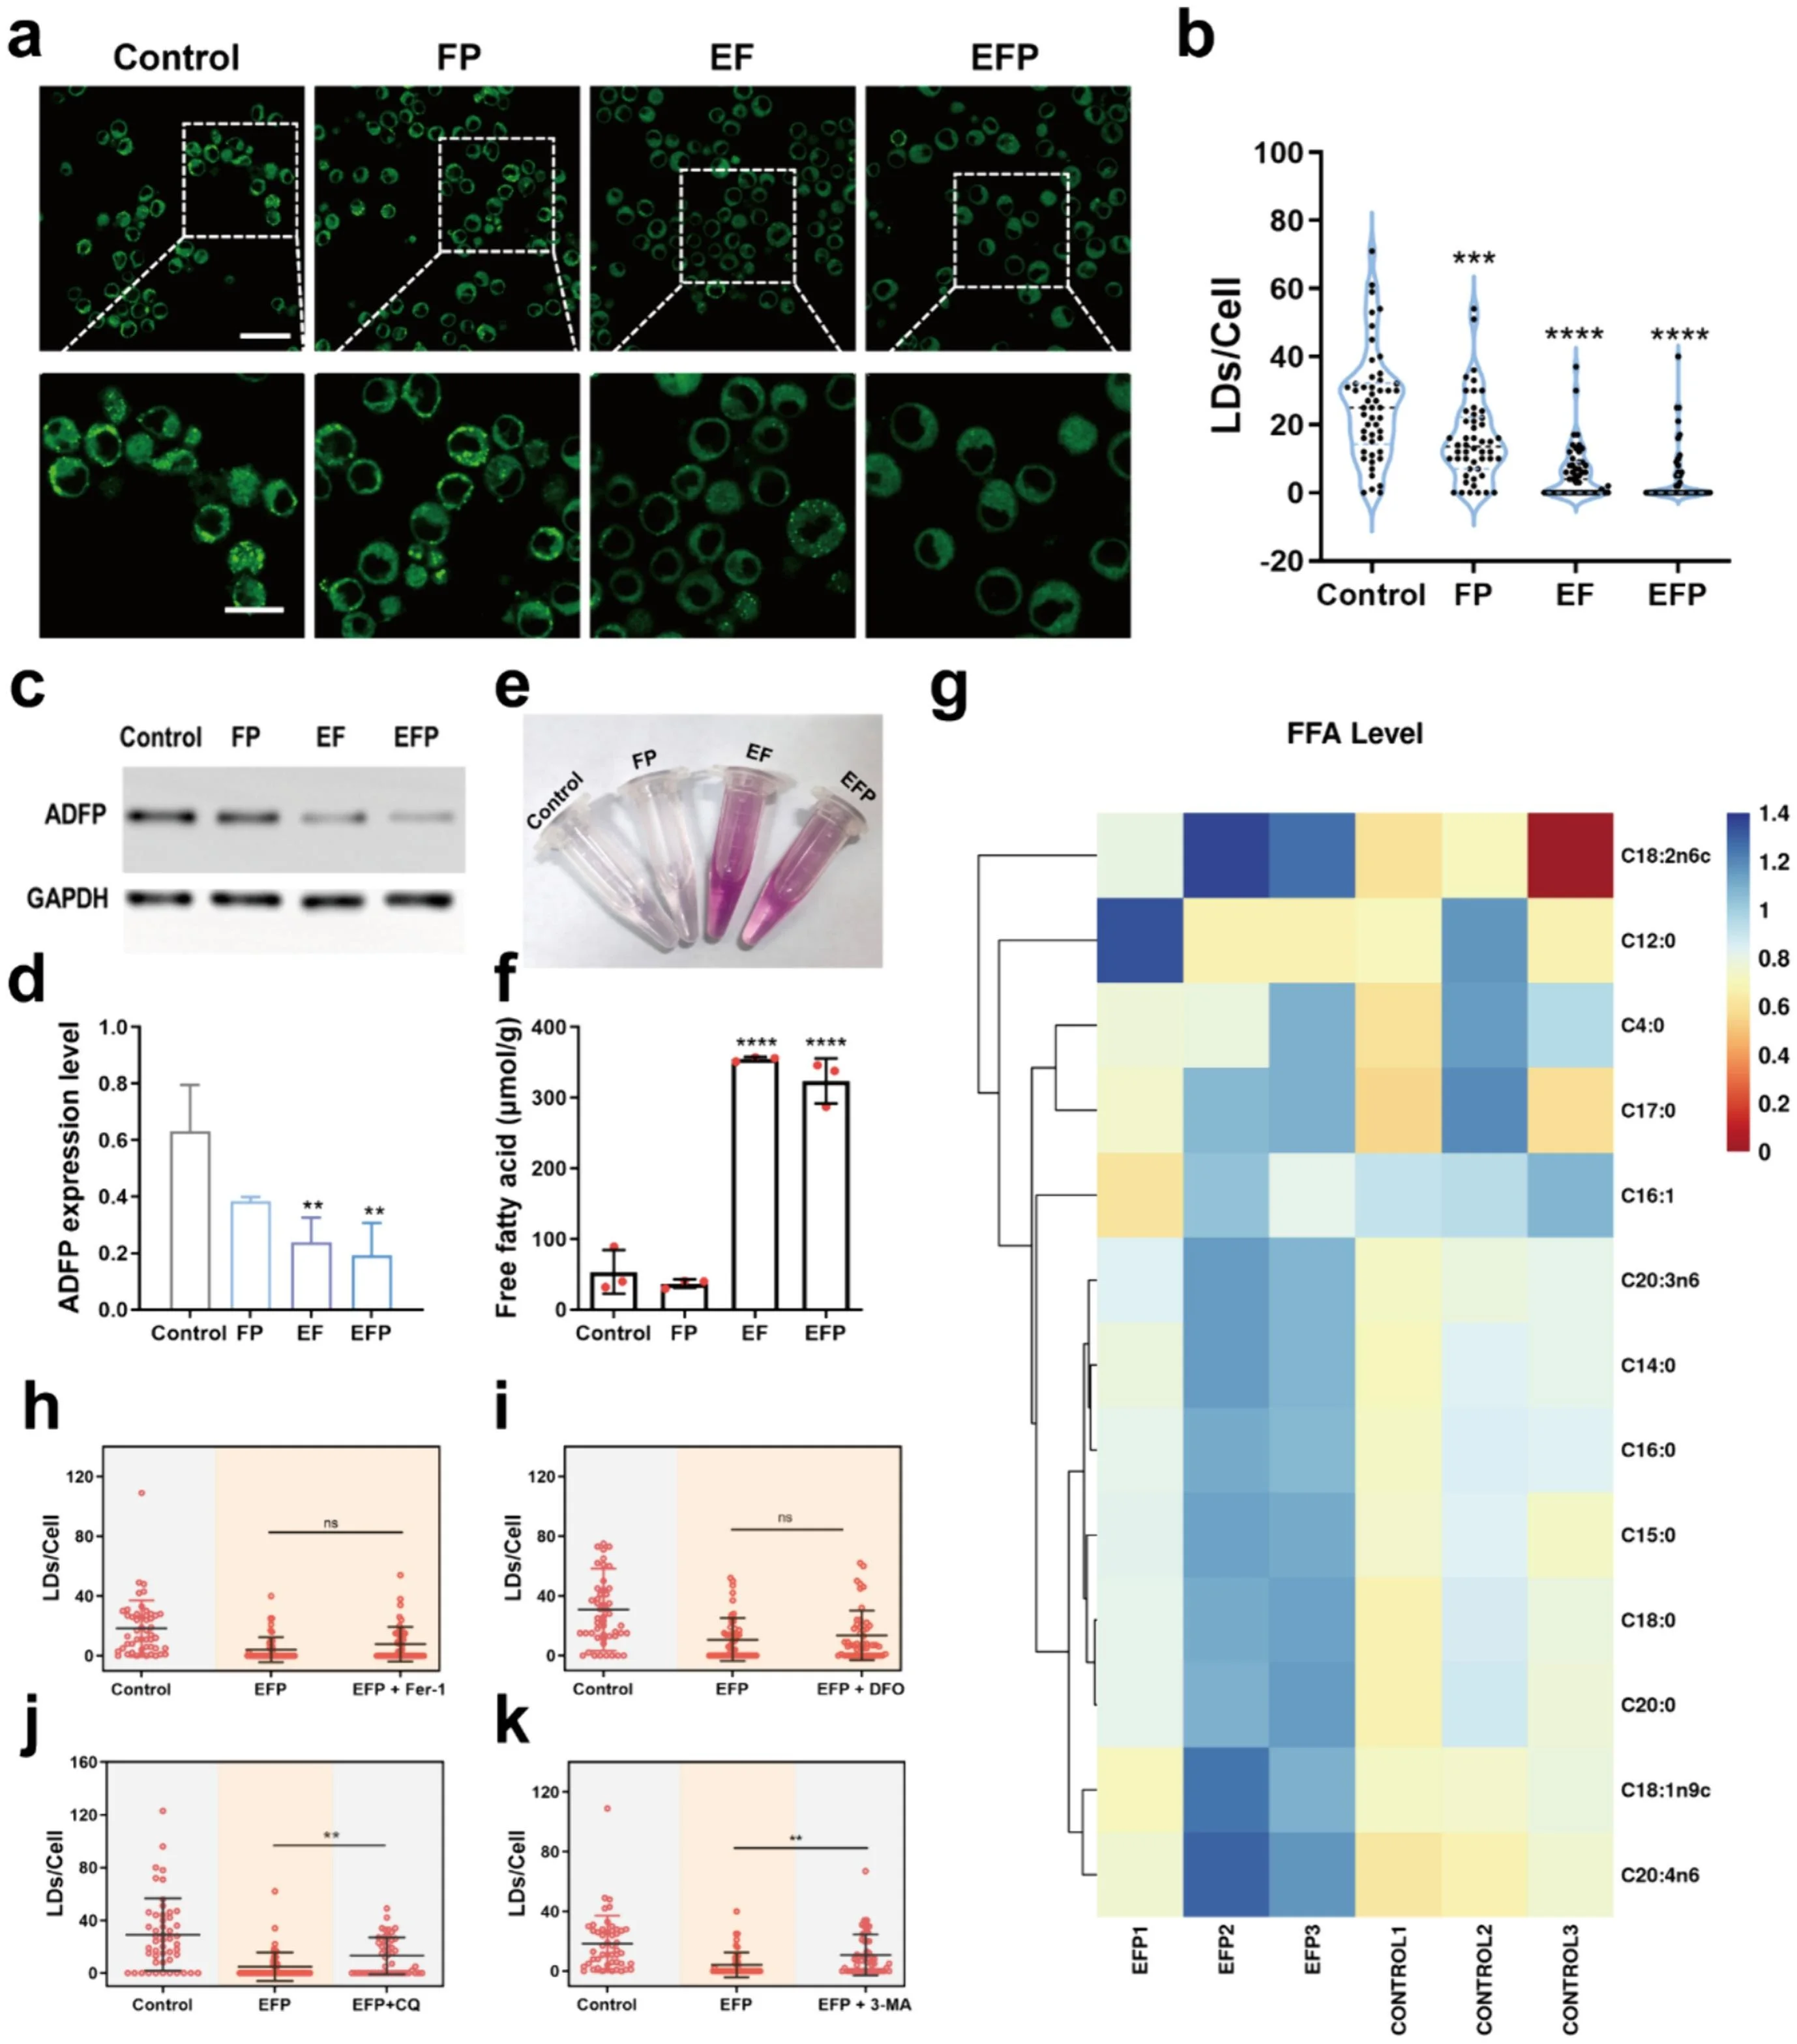 a
Control FP EF EFP
b
100
80
60
40
20
0
-20
LDs/Cell
***
**** ****
Control FP EF EFP
c
Control FP EF EFP
ADFP
GAPDH
d
ADFP expression level
1.0
0.8
0.6
0.4
0.2
0.0
** **
Control FP EF EFP
e
Control FP EF EFP
f
Free fatty acid (μmol/g)
400
300
200
100
0
**** ****
Control FP EF EFP
g
FFA Level
1.4
1.2
1
0.8
0.6
0.4
0.2
0
C18:2n6c
C12:0
C4:0
C17:0
C16:1
C20:3n6
C14:0
C16:0
C15:0
C18:0
C20:0
C18:1n9c
C20:4n6
EFP1 EFP2 EFP3 CONTROL1 CONTROL2 CONTROL3
h
LDs/Cell
120
80
40
0
ns
Control EFP EFP + Fer-1
i
LDs/Cell
120
80
40
0
ns
Control EFP EFP + DFO
j
LDs/Cell
160
120
80
40
0
**
Control EFP EFP+CQ
k
LDs/Cell
120
80
40
0
**
Control EFP EFP + 3-MA